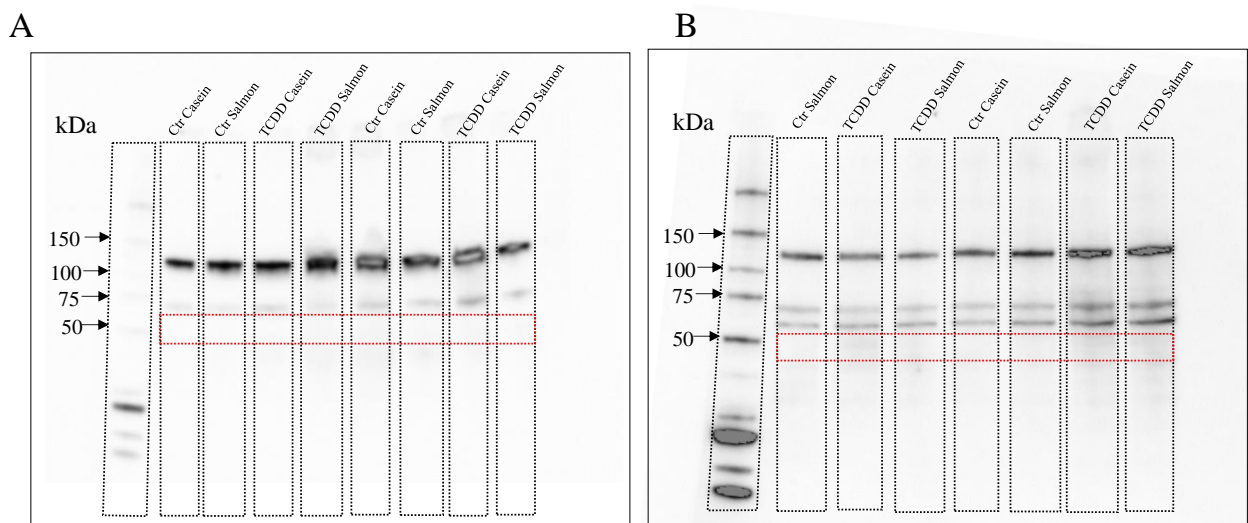 A
B
Ctr Casein
Ctr Salmon
TCDD Casein
TCDD Salmon
Ctr Casein
Ctr Salmon
TCDD Casein
TCDD Salmon
kDa
150
100
75
50
Ctr Salmon
TCDD Casein
TCDD Salmon
Ctr Casein
Ctr Salmon
TCDD Casein
TCDD Salmon
kDa
150
100
75
50